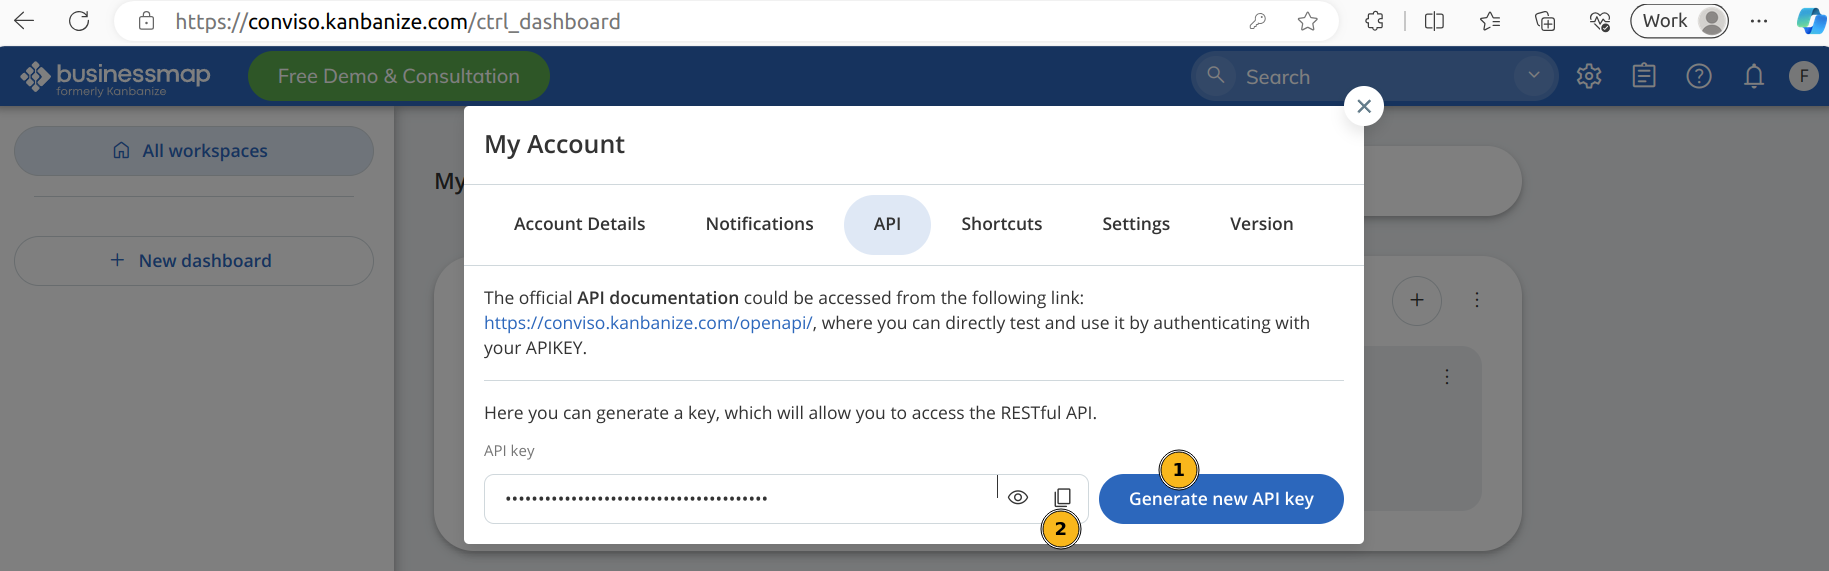 https://conviso.kanbanize.com/ctrl_dashboard
Work
businessmap
formerly Kanbanize
Free Demo & Consultation
Search
F
All workspaces
New dashboard
My
My Account
Account Details
Notifications
API
Shortcuts
Settings
Version
The official API documentation could be accessed from the following link:
https://conviso.kanbanize.com/openapi/, where you can directly test and use it by authenticating with
your APIKEY.
Here you can generate a key, which will allow you to access the RESTful API.
API key
••••••••••••••••••••••••••••••••••••••••
1
Generate new API key
2